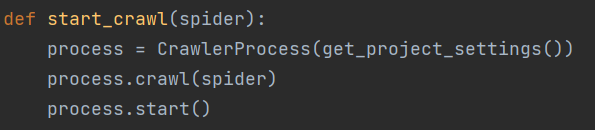 def start_crawl(spider):
    process = CrawlerProcess(get_project_settings())
    process.crawl(spider)
    process.start()